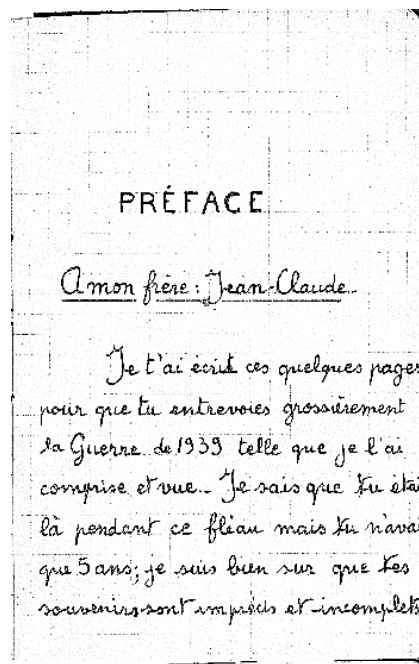 PRÉFACE
A mon frère : Jean-Claude.
Je t'ai écrit ces quelques pages
pour que tu entrevoies grossièrement
la Guerre de 1939 telle que je l'ai
comprise et vue. Je sais que tu étai
là pendant ce fléau mais tu n'ava
que 5 ans; je suis bien sur que tes
souvenirs sont imprécis et incomplets